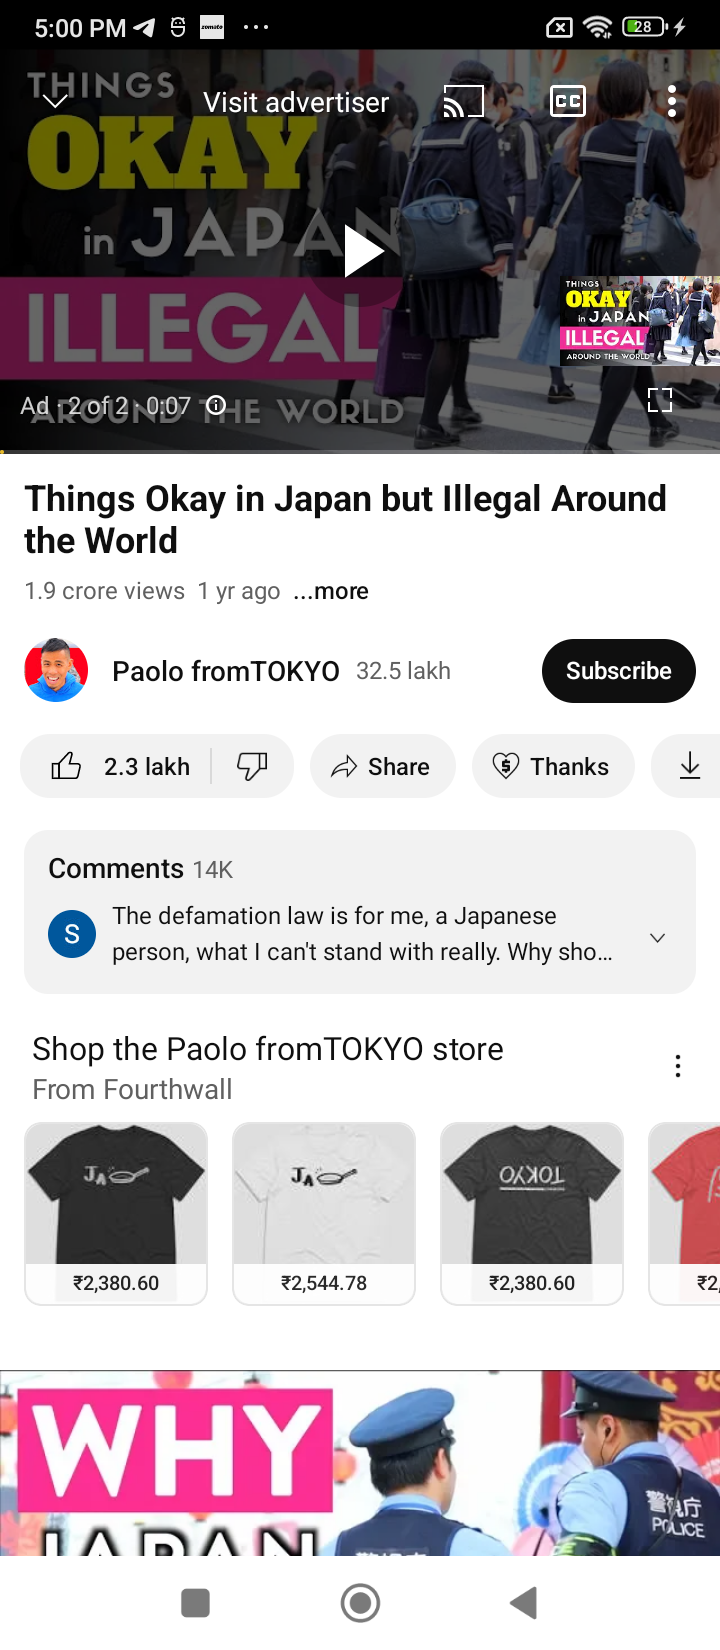 5:00 PM
zomato
28
THINGS
OKAY
in JAPAN
ILLEGAL
AROUND THE WORLD
Visit advertiser
CC
THINGS
OKAY
in JAPAN
ILLEGAL
AROUND THE WORLD
Ad · 2 of 2 · 0:07
Things Okay in Japan but Illegal Around
the World
1.9 crore views 1 yr ago ...more
Paolo fromTOKYO 32.5 lakh
Subscribe
2.3 lakh
Share
Thanks
Comments 14K
S
The defamation law is for me, a Japanese
person, what I can't stand with really. Why sho...
Shop the Paolo fromTOKYO store
From Fourthwall
JA
JA
TOKYO
₹2,380.60
₹2,544.78
₹2,380.60
₹2,
WHY
JAPAN
警視庁
POLICE
警視庁